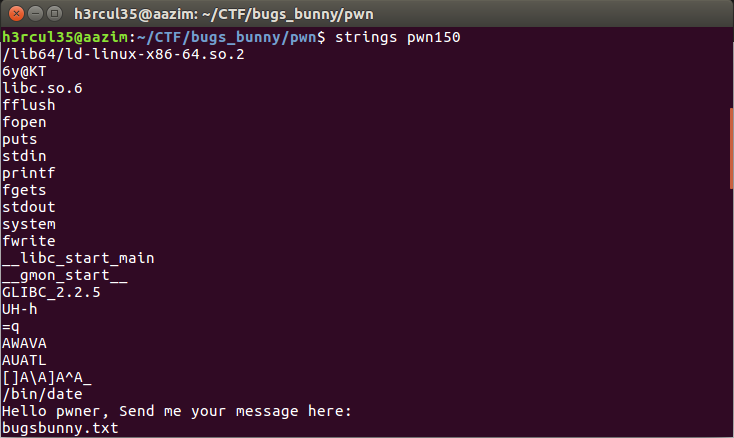 h3rcul35@aazim: ~/CTF/bugs_bunny/pwn
h3rcul35@aazim:~/CTF/bugs_bunny/pwn$ strings pwn150
/lib64/ld-linux-x86-64.so.2
6y@KT
libc.so.6
fflush
fopen
puts
stdin
printf
fgets
stdout
system
fwrite
__libc_start_main
__gmon_start__
GLIBC_2.2.5
UH-h
=q
AWAVA
AUATL
[]A\A]A^A_
/bin/date
Hello pwner, Send me your message here:
bugsbunny.txt